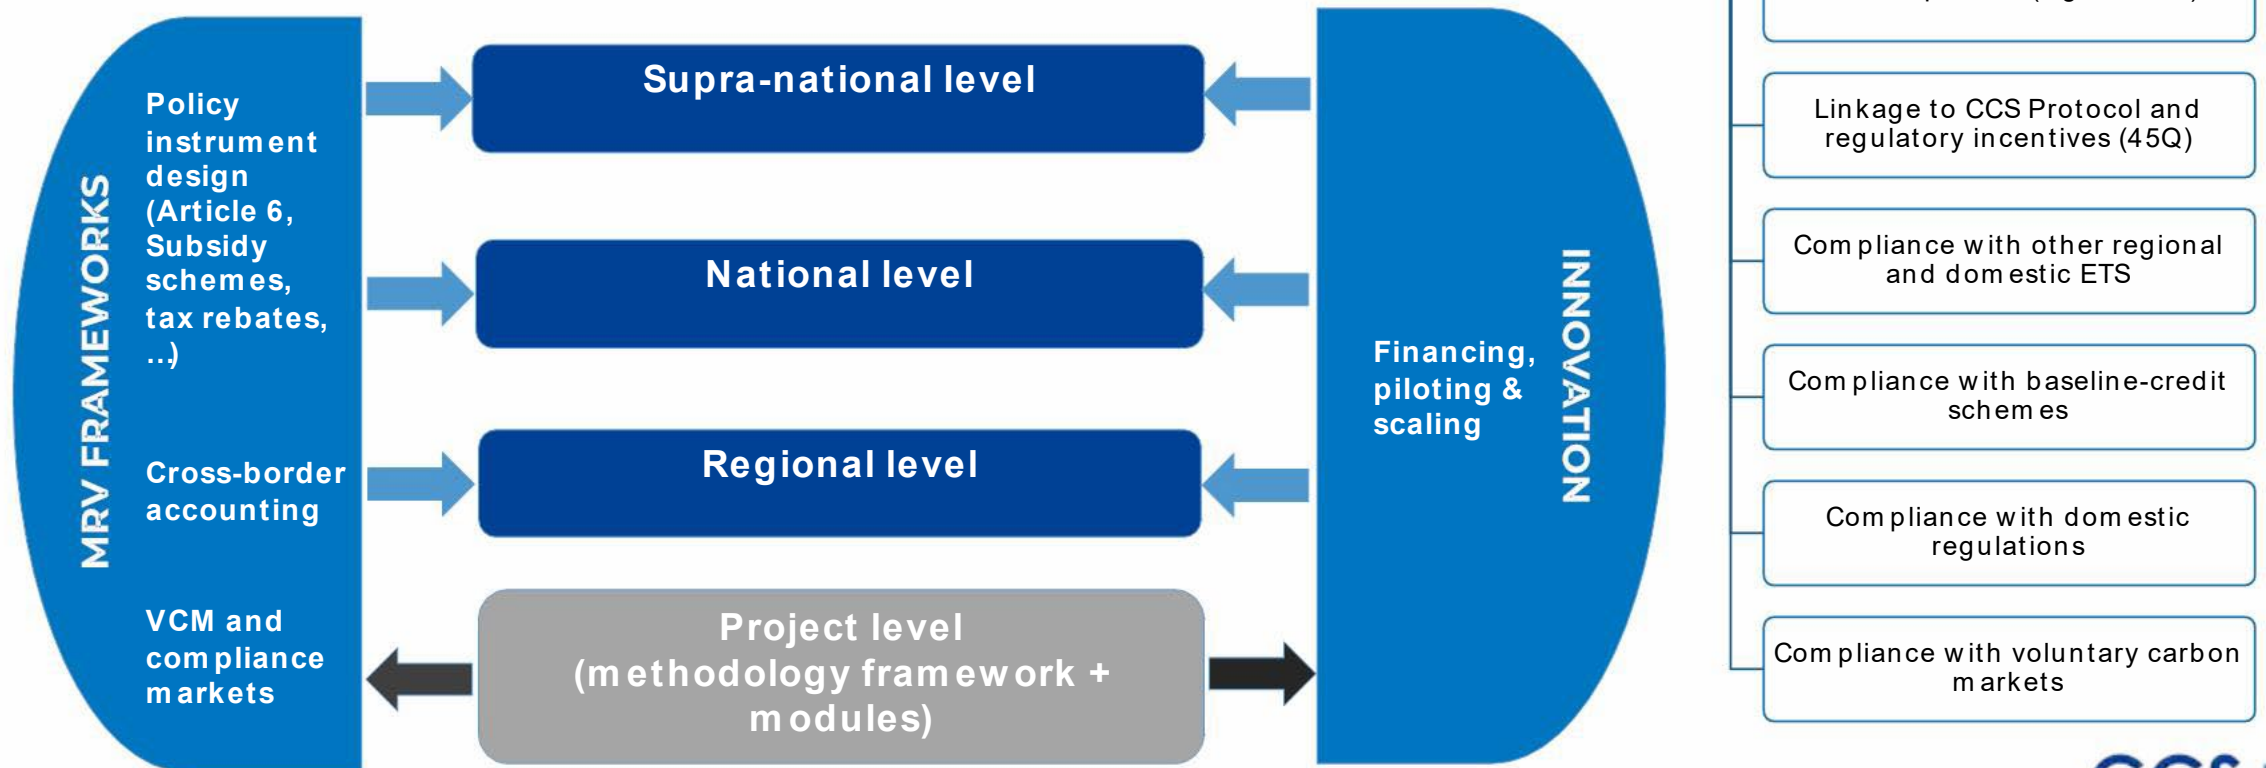 MRV FRAMEWORKS
Policy
instrument
design
(Article 6,
Subsidy
schemes,
tax rebates,
...)
Cross-border
accounting
VCM and
compliance
markets
Supra-national level
National level
Regional level
Project level
(methodology framework +
modules)
Financing,
piloting &
scaling
INNOVATION
Linkage to CCS Protocol and
regulatory incentives (45Q)
Compliance with other regional
and domestic ETS
Compliance with baseline-credit
schemes
Compliance with domestic
regulations
Compliance with voluntary carbon
markets